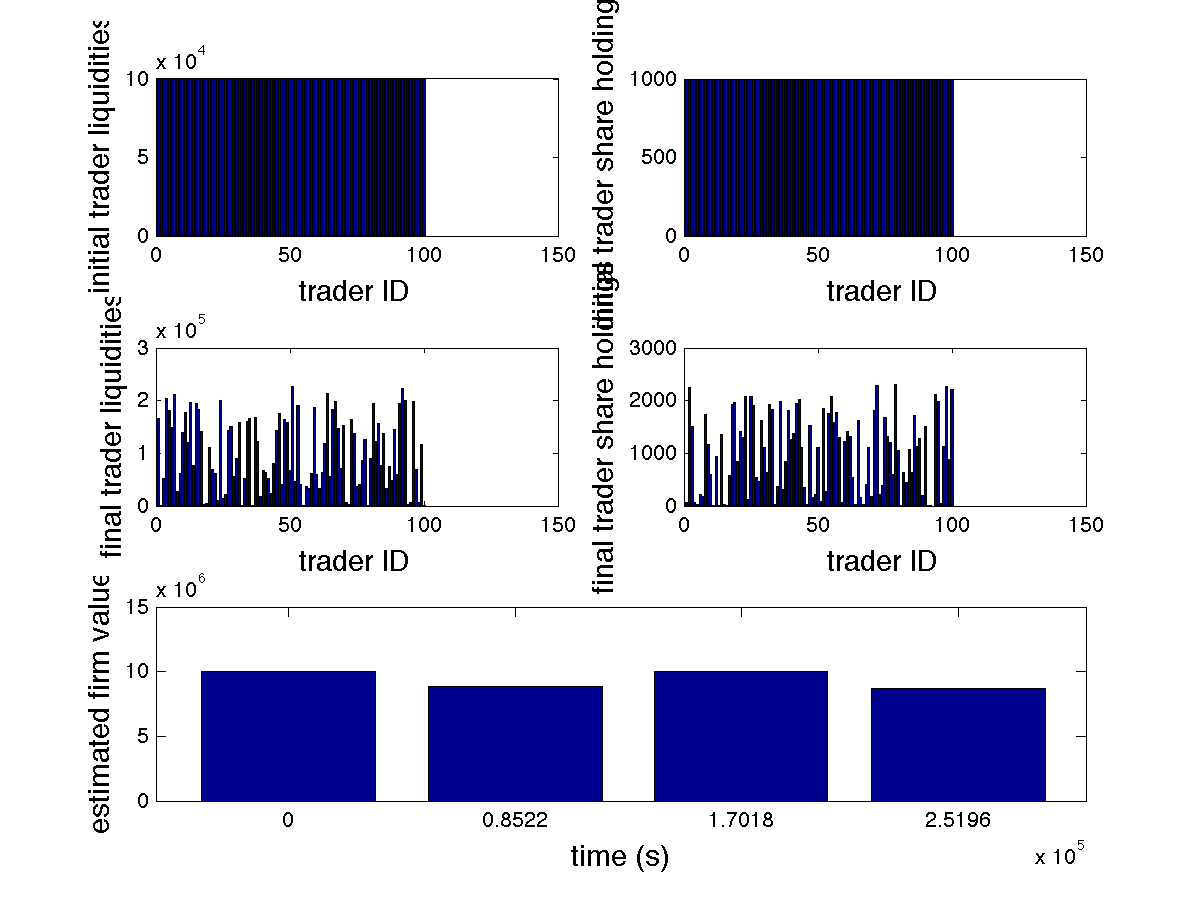 initial trader liquidities
x 10^4
10
5
0
0 50 100 150
trader ID
trader share holding
1000
500
0
0 50 100 150
trader ID
final trader liquidities
x 10^5
3
2
1
0
0 50 100 150
trader ID
final trader share holdings
3000
2000
1000
0
0 50 100 150
trader ID
estimated firm value
x 10^6
15
10
5
0
0 0.8522 1.7018 2.5196
x 10^5
time (s)